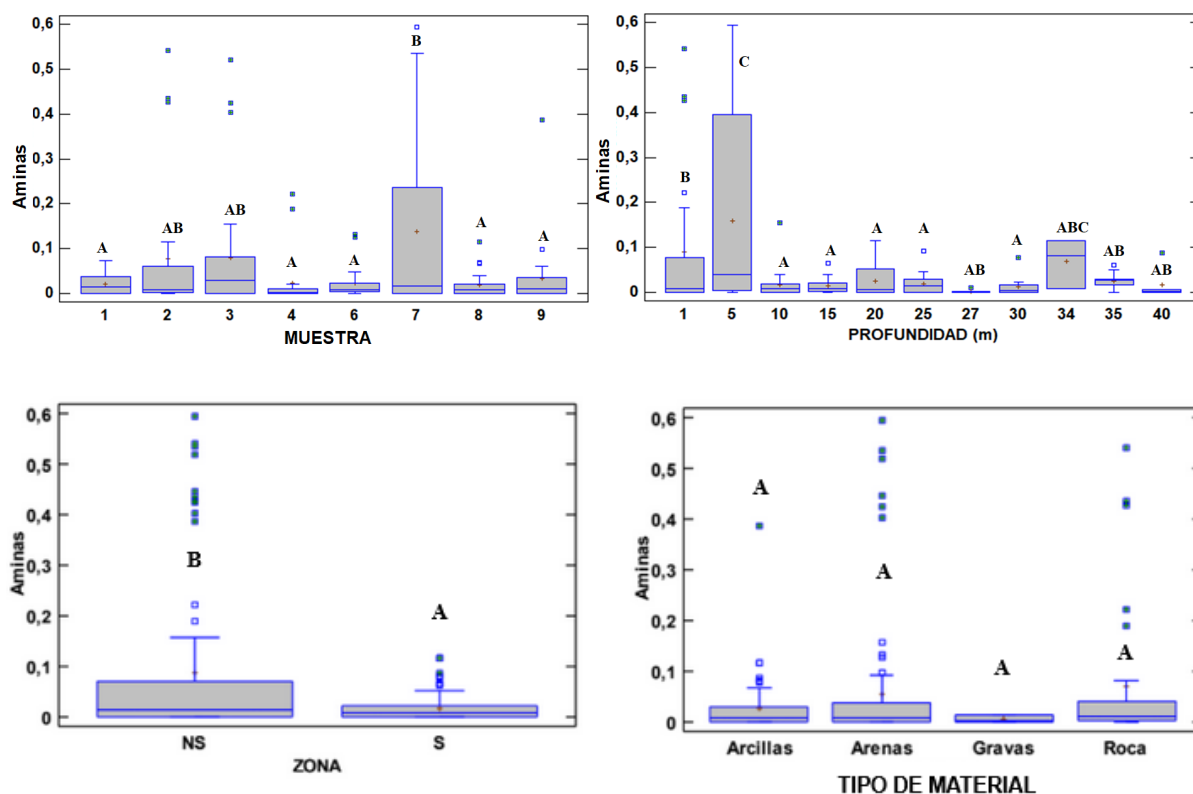 0,6
0,5
0,4
0,3
0,2
0,1
0
Aminas
A AB AB A A B A A
1 2 3 4 6 7 8 9
MUESTRA
0,6
0,5
0,4
0,3
0,2
0,1
0
Aminas
B C A A A A AB A ABC AB AB
1 5 10 15 20 25 27 30 34 35 40
PROFUNDIDAD (m)
0,6
0,5
0,4
0,3
0,2
0,1
0
Aminas
B A
NS S
ZONA
0,6
0,5
0,4
0,3
0,2
0,1
0
Aminas
A A A A
Arcillas Arenas Gravas Roca
TIPO DE MATERIAL